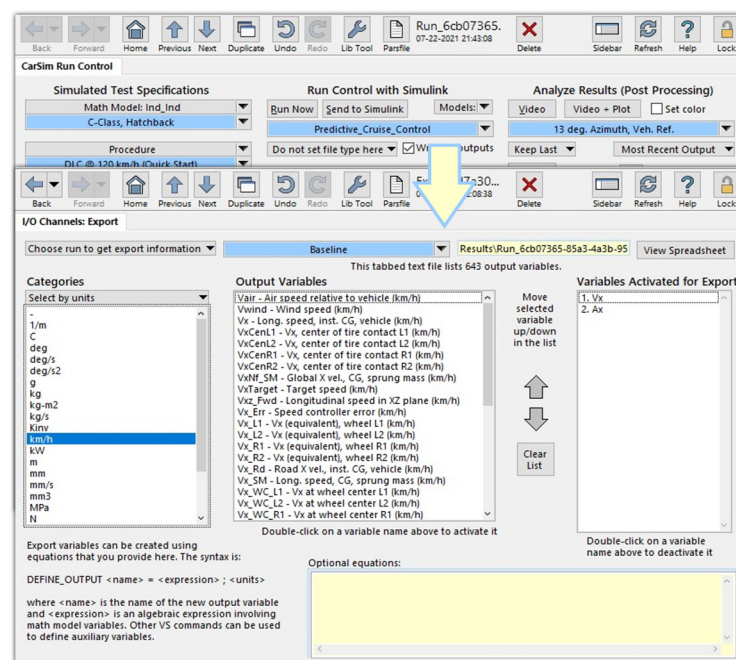 Back Forward Home Previous Next Duplicate Undo Redo Lib Tool Parsfile Run_6cb07365. 07-22-2021 21:43:08 Delete Sidebar Refresh Help Lock
CarSim Run Control
Simulated Test Specifications
Run Control with Simulink
Analyze Results (Post Processing)
Math Model: Ind_Ind
Run Now Send to Simulink Models:
Video Video + Plot Set color
C-Class, Hatchback
Predictive_Cruise_Control
13 deg. Azimuth, Veh. Ref.
Procedure
Do not set file type here
Keep Last Most Recent Output
DLC @ 120 km/h (Quick Start)
Back Forward Home Previous Next Duplicate Undo Redo Lib Tool Parsfile Delete Sidebar Refresh Help Lock
I/O Channels: Export
Choose run to get export information Baseline Results\Run_6cb07365-85a3-4a3b-95 View Spreadsheet
This tabbed text file lists 643 output variables.
Categories
Select by units
-
1/m
C
deg
deg/s
deg/s2
g
kg
kg-m2
kg/s
Kinv
km/h
kW
m
mm
mm/s
mm3
MPa
N
Output Variables
Vair - Air speed relative to vehicle (km/h)
Vwind - Wind speed (km/h)
Vx - Long. speed, inst. CG, vehicle (km/h)
VxCenL1 - Vx, center of tire contact L1 (km/h)
VxCenL2 - Vx, center of tire contact L2 (km/h)
VxCenR1 - Vx, center of tire contact R1 (km/h)
VxCenR2 - Vx, center of tire contact R2 (km/h)
VxNf_SM - Global X vel., CG, sprung mass (km/h)
VxTarget - Target speed (km/h)
Vxz_Fwd - Longitudinal speed in XZ plane (km/h)
Vx_Err - Speed controller error (km/h)
Vx_L1 - Vx (equivalent), wheel L1 (km/h)
Vx_L2 - Vx (equivalent), wheel L2 (km/h)
Vx_R1 - Vx (equivalent), wheel R1 (km/h)
Vx_R2 - Vx (equivalent), wheel R2 (km/h)
Vx_Rd - Road X vel., inst. CG, vehicle (km/h)
Vx_SM - Long. speed, CG, sprung mass (km/h)
Vx_WC_L1 - Vx at wheel center L1 (km/h)
Vx_WC_L2 - Vx at wheel center L2 (km/h)
Vx_WC_R1 - Vx at wheel center R1 (km/h)
Double-click on a variable name above to activate it
Move
selected
variable
up/down
in the list
Clear
List
Variables Activated for Export
1. Vx
2. Ax
Double-click on a variable
name above to deactivate it
Export variables can be created using
equations that you provide here. The syntax is:
DEFINE_OUTPUT <name> = <expression> ; <units>
where <name> is the name of the new output variable
and <expression> is an algebraic expression involving
math model variables. Other VS commands can be used
to define auxiliary variables.
Optional equations: